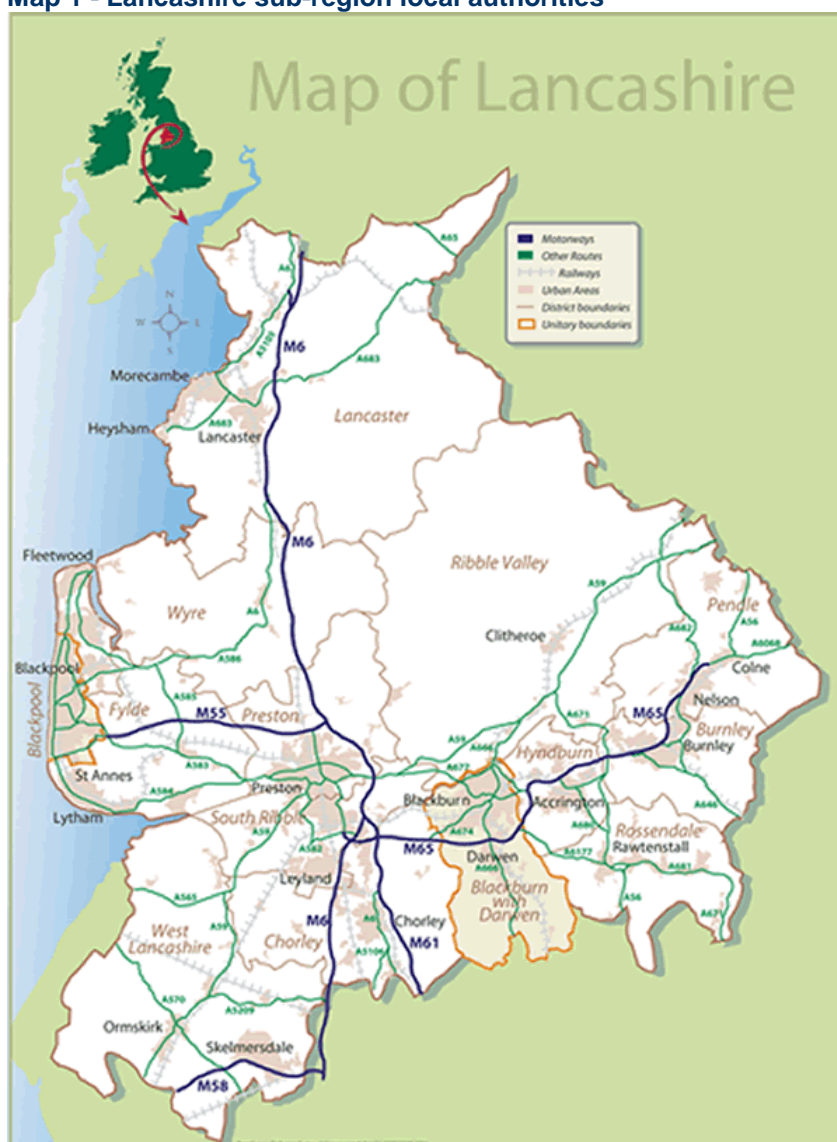 Map 1 - Lancashire sub-region local authorities
Map of Lancashire
Motorways
Other Routes
Railways
Urban Areas
District boundaries
Unitary boundaries
N
W
S
A65
A6
M6
A683
Morecambe
Lancaster
Heysham
A683
Lancaster
M6
Fleetwood
Ribble Valley
A59
Wyre
A6
Pendle
A56
A682
Clitheroe
A6068
A586
Blackpool
Colne
A585
Fylde
Nelson
M55
Preston
A671
M65
Burnley
Blackpool
A59
A666
Hyndburn
Burnley
A583
A677
St Annes
Preston
Blackburn
Accrington
A646
A584
Lytham
South Ribble
A59
A674
A680
Rossendale
A582
M65
Darwen
Rawtenstall
A6177
A681
Leyland
A666
A565
Blackburn
with
Darwen
M6
A6
Chorley
A56
A671
A59
West
Lancashire
Chorley
M61
A5106
A570
A5209
Ormskirk
Skelmersdale
M58